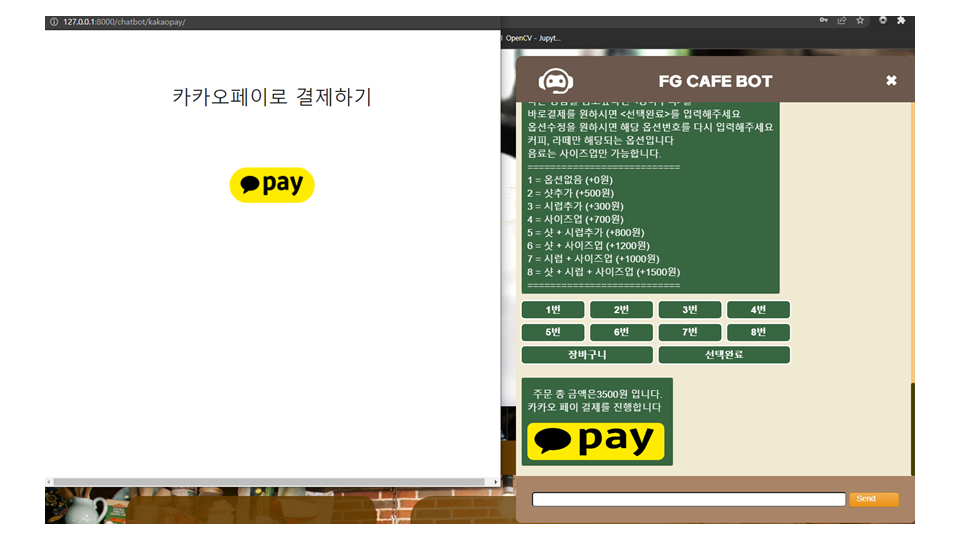 127.0.0.1:8000/chatbot/kakaopay/
OpenCV - Jupyt...
카카오페이로 결제하기
pay
FG CAFE BOT
바로결제를 원하시면 <선택완료>를 입력해주세요
옵션수정을 원하시면 해당 옵션번호를 다시 입력해주세요
커피, 라떼만 해당되는 옵션입니다
음료는 사이즈업만 가능합니다.
===========================
1 = 옵션없음 (+0원)
2 = 샷추가 (+500원)
3 = 시럽추가 (+300원)
4 = 사이즈업 (+700원)
5 = 샷 + 시럽추가 (+800원)
6 = 샷 + 사이즈업 (+1200원)
7 = 시럽 + 사이즈업 (+1000원)
8 = 샷 + 시럽 + 사이즈업 (+1500원)
===========================
1번 2번 3번 4번
5번 6번 7번 8번
장바구니 선택완료
주문 총 금액은3500원 입니다.
카카오 페이 결제를 진행합니다
pay
Send